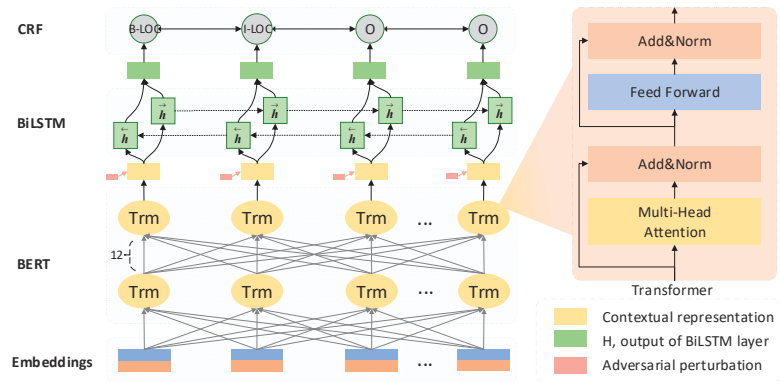 CRF
B-LOC
I-LOC
O
O
BiLSTM
h
h
h
h
h
h
h
h
BERT
Trm
Trm
Trm
...
Trm
12
Trm
Trm
Trm
...
Trm
Embeddings
...
Add&Norm
Feed Forward
Add&Norm
Multi-Head
Attention
Transformer
Contextual representation
H, output of BiLSTM layer
Adversarial perturbation